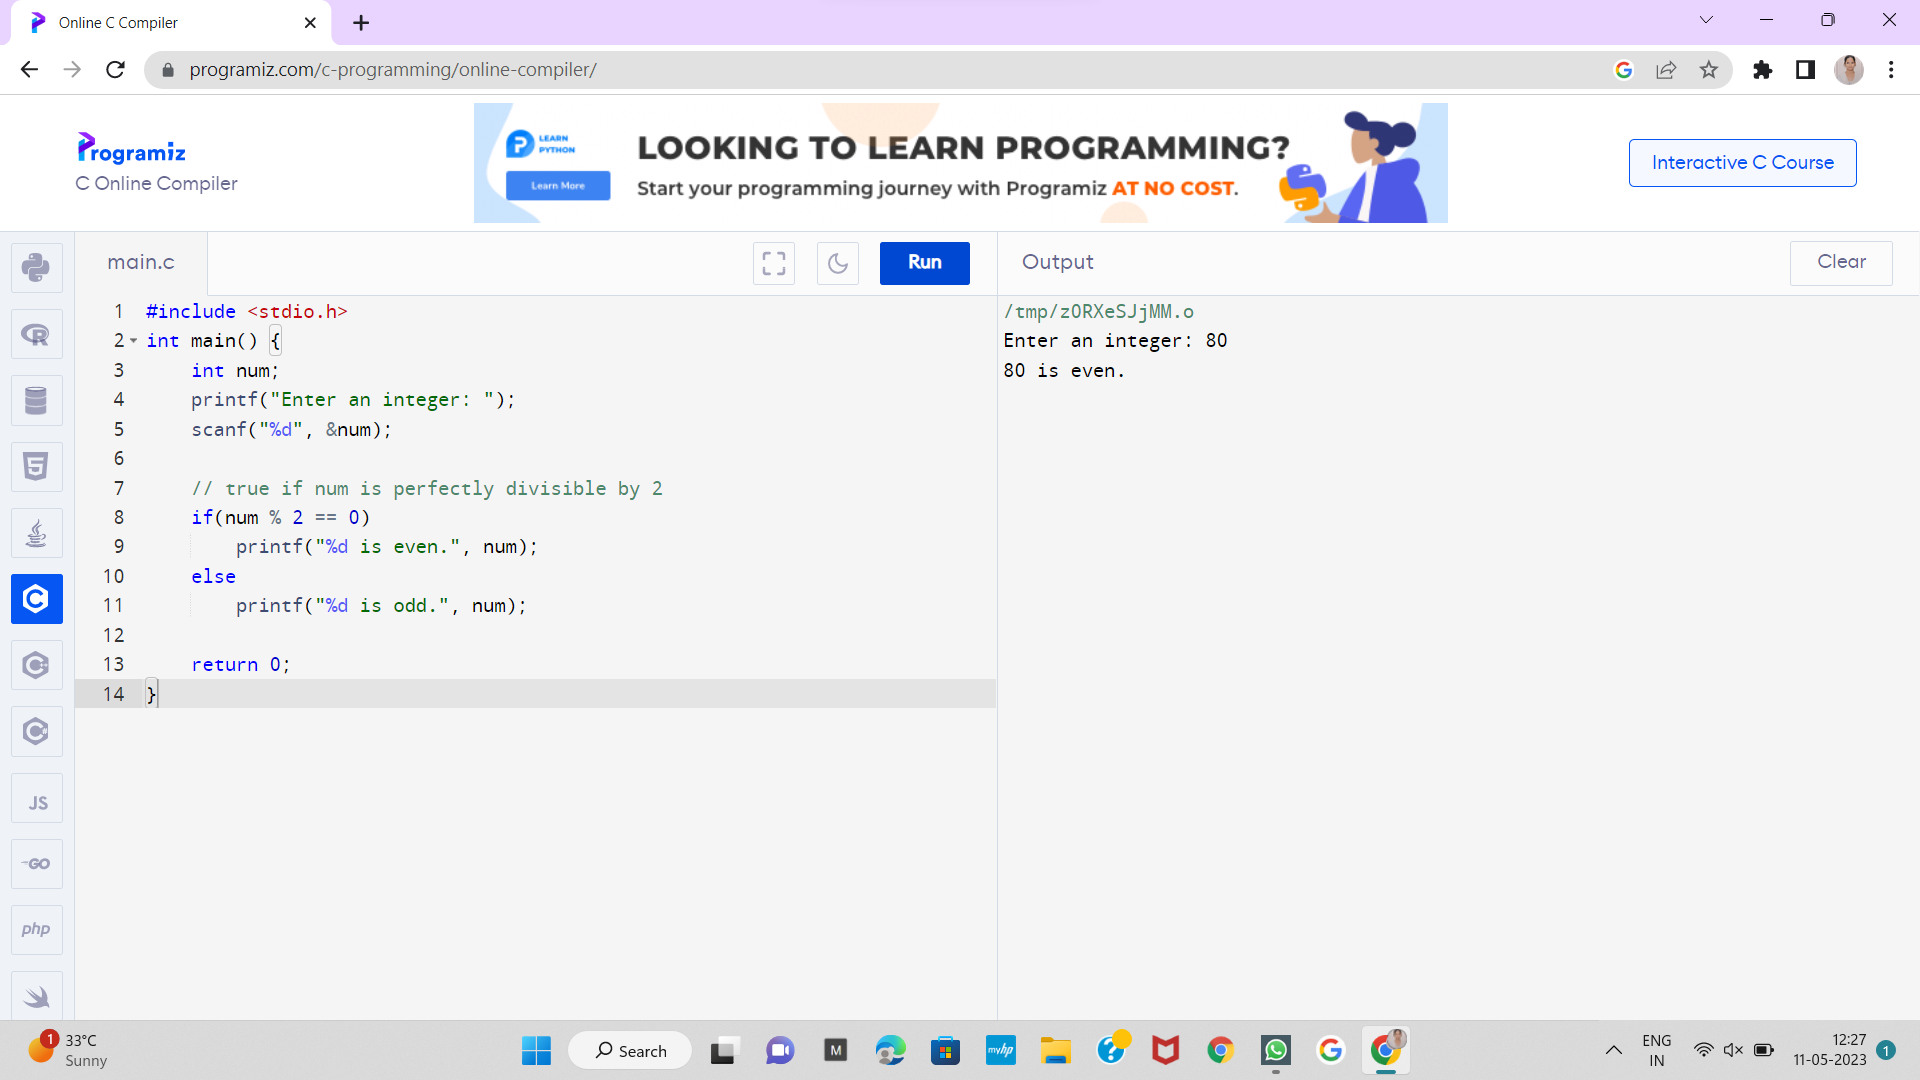 Online C Compiler
programiz.com/c-programming/online-compiler/
Programiz
C Online Compiler
LEARN
PYTHON
Learn More
LOOKING TO LEARN PROGRAMMING?
Start your programming journey with Programiz AT NO COST.
Interactive C Course
main.c
Run
Output
Clear
1 #include <stdio.h>
2 int main() {
3     int num;
4     printf("Enter an integer: ");
5     scanf("%d", &num);
6
7     // true if num is perfectly divisible by 2
8     if(num % 2 == 0)
9         printf("%d is even.", num);
10     else
11         printf("%d is odd.", num);
12
13     return 0;
14 }
/tmp/zORXeSJjMM.o
Enter an integer: 80
80 is even.
R
5
C
C
C
JS
GO
php
1
33°C
Sunny
Search
M
myhp
ENG
IN
12:27
11-05-2023
1